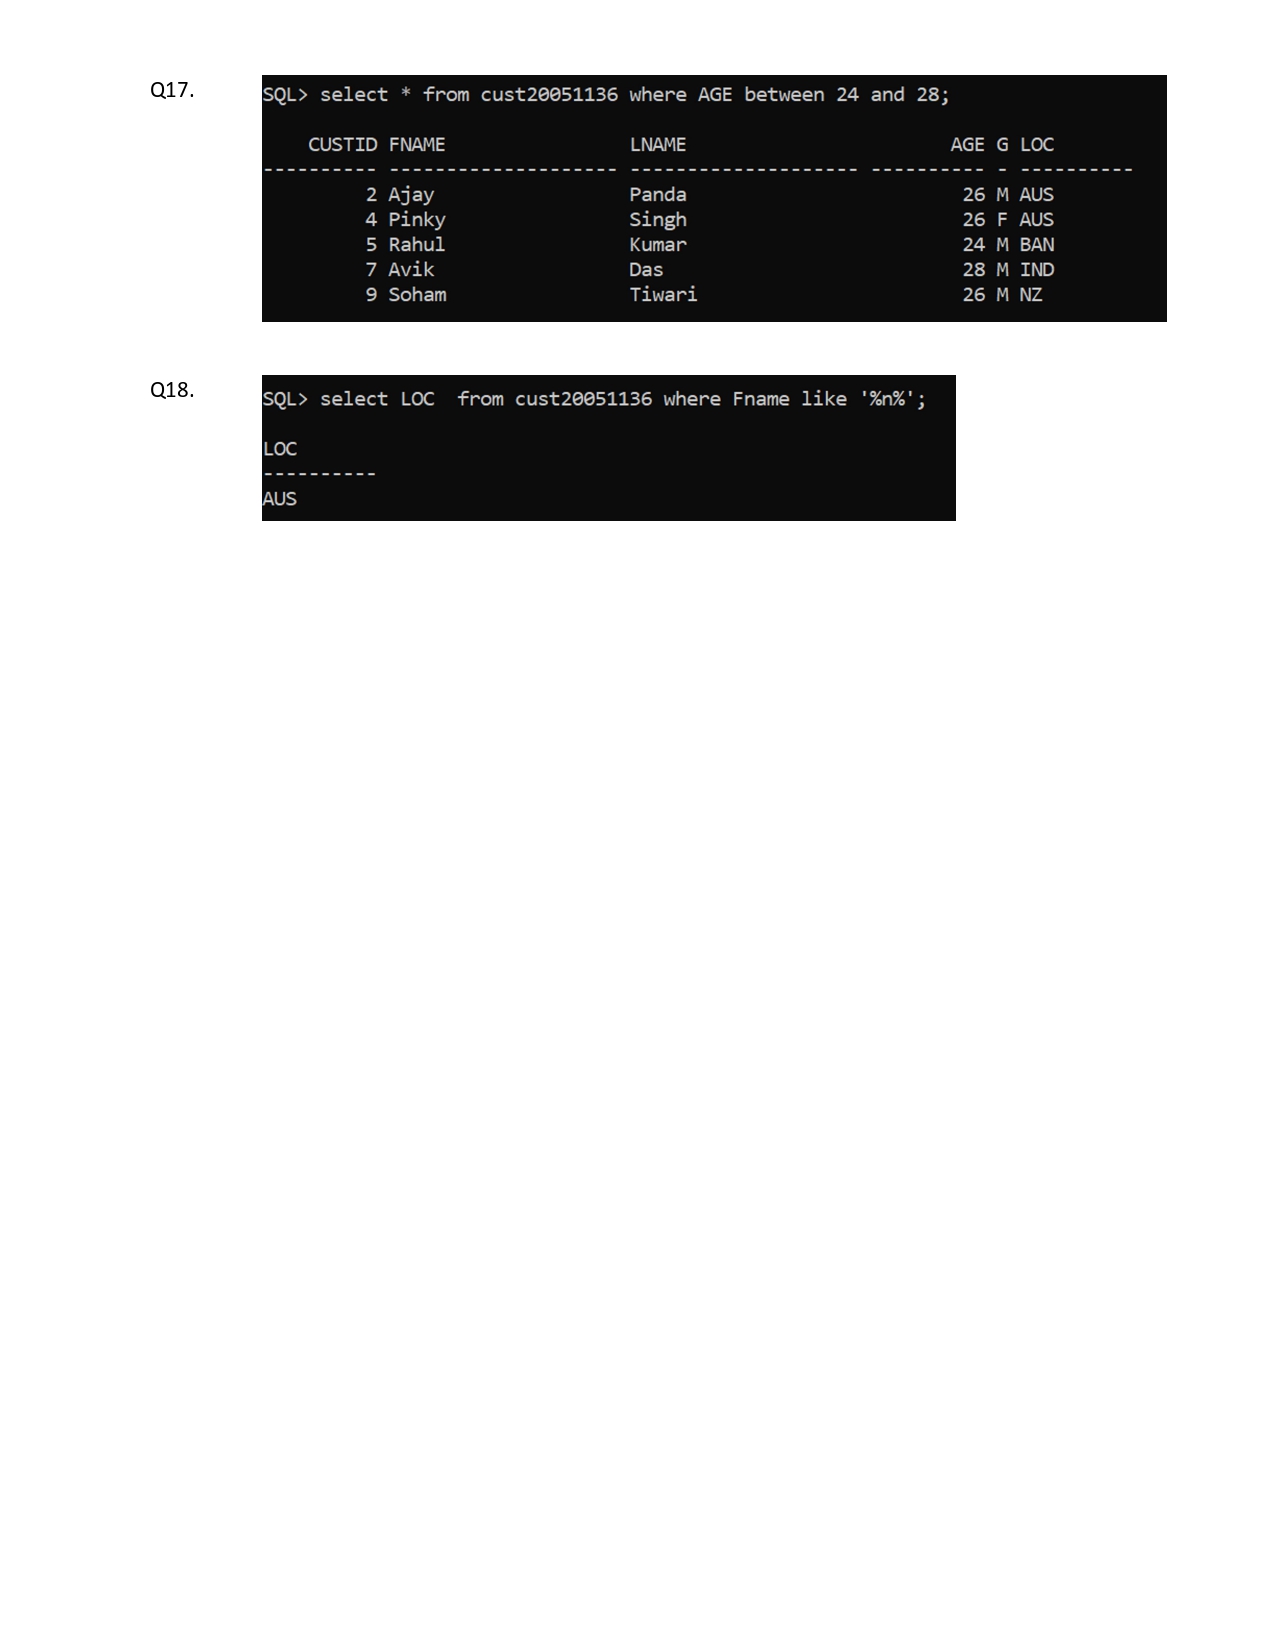 Q17.
SQL> select * from cust20051136 where AGE between 24 and 28;
    CUSTID FNAME                LNAME                       AGE G LOC
---------- -------------------- -------------------- ---------- - ----------
         2 Ajay                 Panda                        26 M AUS
         4 Pinky                Singh                        26 F AUS
         5 Rahul                Kumar                        24 M BAN
         7 Avik                 Das                          28 M IND
         9 Soham                Tiwari                       26 M NZ
Q18.
SQL> select LOC  from cust20051136 where Fname like '%n%';
LOC
----------
AUS